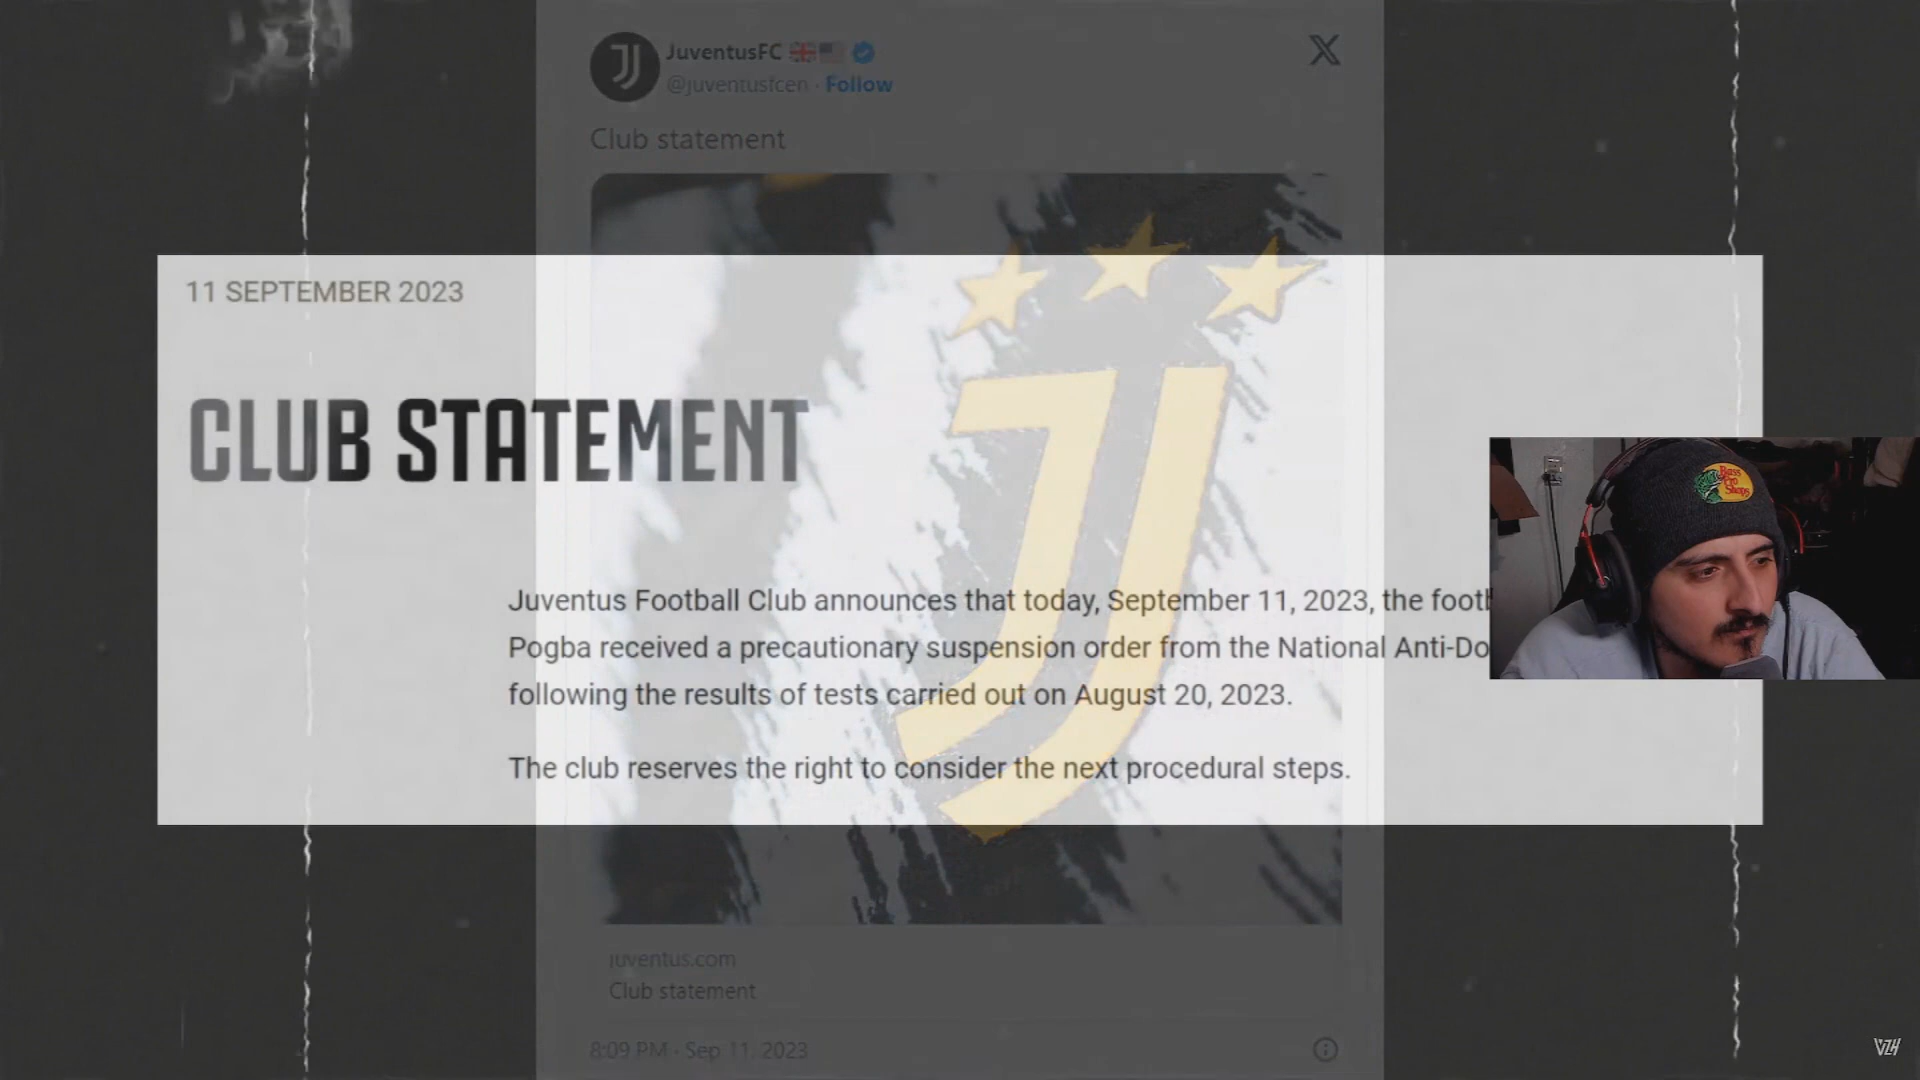 JuventusFC
@juventusfcen · Follow
Club statement
11 SEPTEMBER 2023
CLUB STATEMENT
Juventus Football Club announces that today, September 11, 2023, the
Pogba received a precautionary suspension order from the National
following the results of tests carried out on August 20, 2023.
The club reserves the right to consider the next procedural steps.
Bass
Pro
Shops
juventus.com
Club statement
8:09 PM · Sep 11, 2023